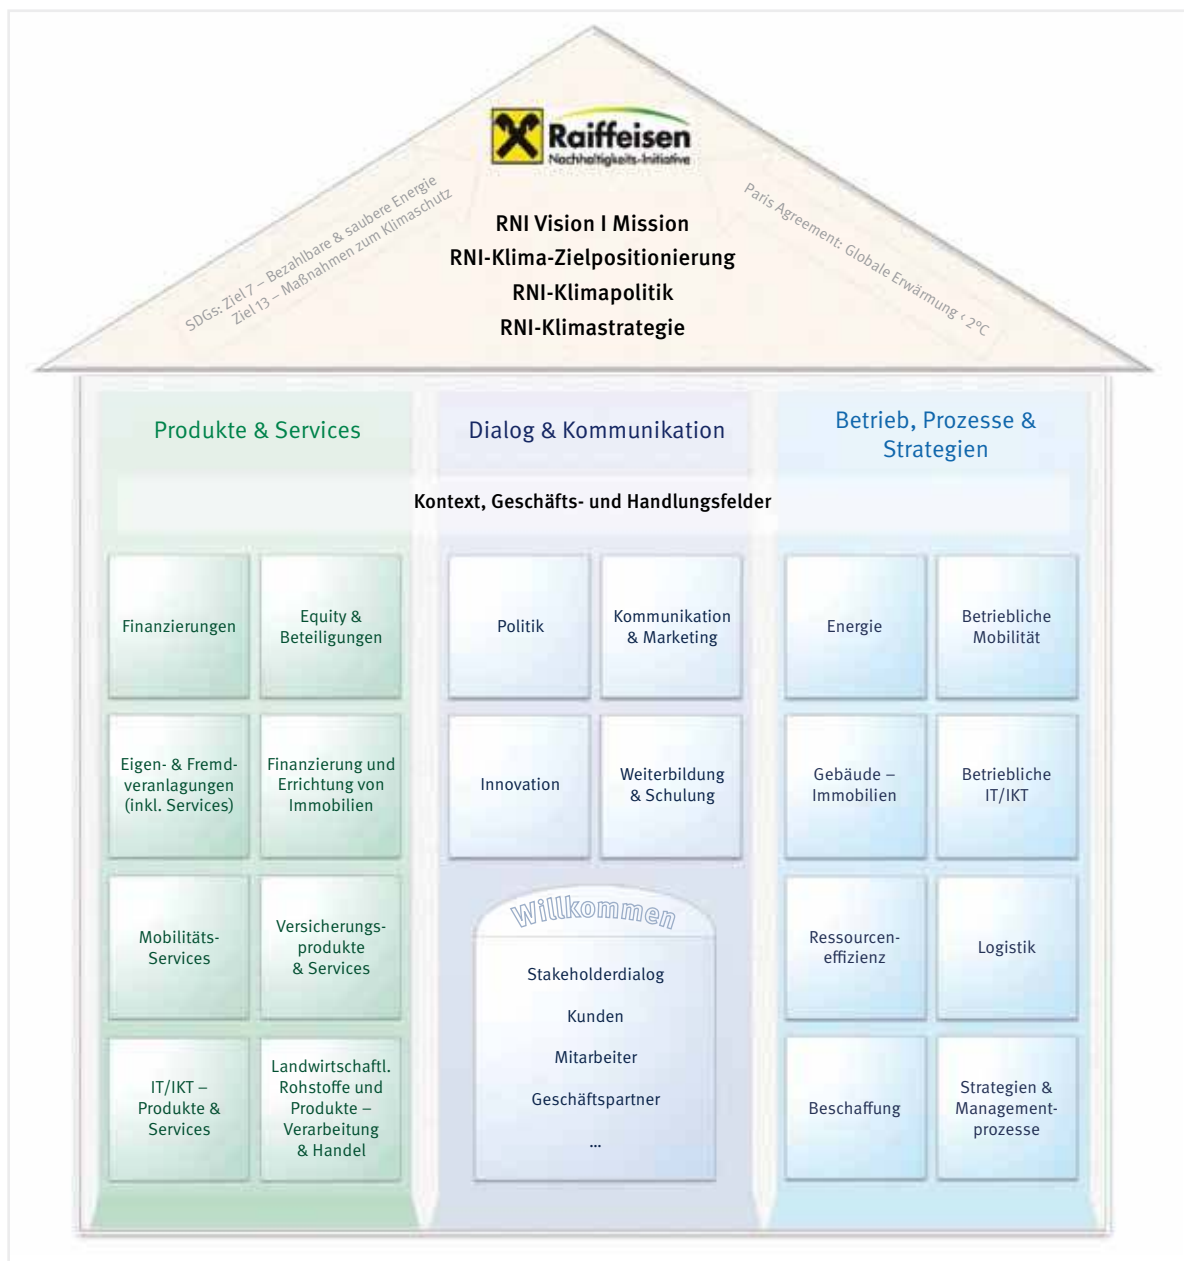 Raiffeisen
Nachhaltigkeits-Initiative
SDGs: Ziel 7 – Bezahlbare & saubere Energie
Ziel 13 – Maßnahmen zum Klimaschutz
Paris Agreement: Globale Erwärmung < 2°C
RNI Vision I Mission
RNI-Klima-Zielpositionierung
RNI-Klimapolitik
RNI-Klimastrategie
Produkte & Services
Dialog & Kommunikation
Betrieb, Prozesse &
Strategien
Kontext, Geschäfts- und Handlungsfelder
Finanzierungen
Equity &
Beteiligungen
Eigen- & Fremd-
veranlagungen
(inkl. Services)
Finanzierung und
Errichtung von
Immobilien
Mobilitäts-
Services
Versicherungs-
produkte
& Services
IT/IKT –
Produkte &
Services
Landwirtschaftl.
Rohstoffe und
Produkte –
Verarbeitung
& Handel
Politik
Kommunikation
& Marketing
Innovation
Weiterbildung
& Schulung
Willkommen
Stakeholderdialog
Kunden
Mitarbeiter
Geschäftspartner
...
Energie
Betriebliche
Mobilität
Gebäude –
Immobilien
Betriebliche
IT/IKT
Ressourcen-
effizienz
Logistik
Beschaffung
Strategien &
Management-
prozesse